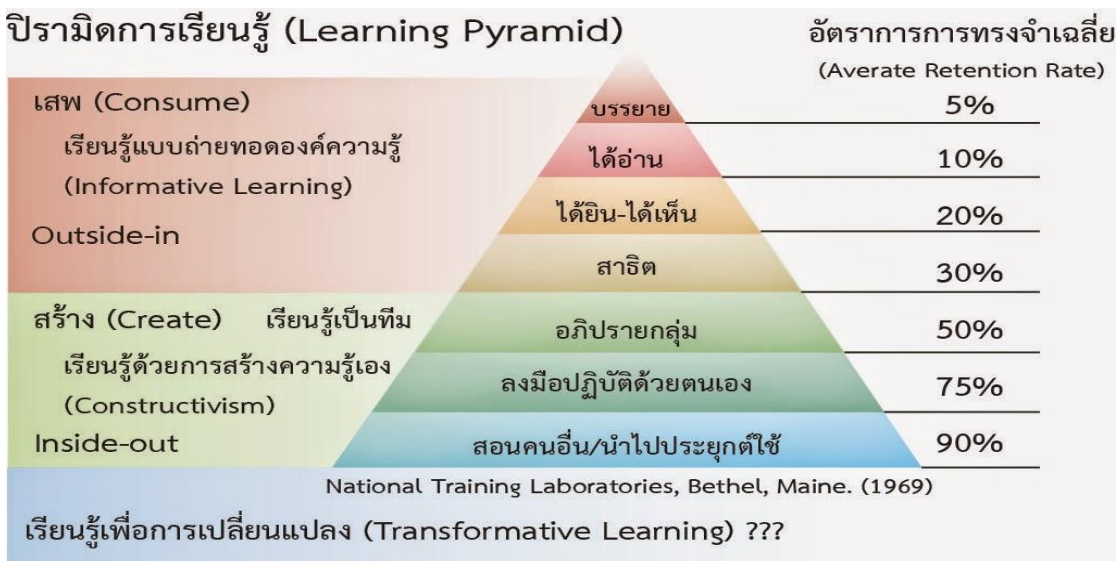 ปิรามิดการเรียนรู้ (Learning Pyramid)
อัตราการการทรงจำเฉลี่ย
(Averate Retention Rate)
เสพ (Consume)
เรียนรู้แบบถ่ายทอดองค์ความรู้
(Informative Learning)
Outside-in
บรรยาย 5%
ได้อ่าน 10%
ได้ยิน-ได้เห็น 20%
สาธิต 30%
สร้าง (Create) เรียนรู้เป็นทีม
เรียนรู้ด้วยการสร้างความรู้เอง
(Constructivism)
Inside-out
อภิปรายกลุ่ม 50%
ลงมือปฏิบัติด้วยตนเอง 75%
สอนคนอื่น/นำไปประยุกต์ใช้ 90%
National Training Laboratories, Bethel, Maine. (1969)
เรียนรู้เพื่อการเปลี่ยนแปลง (Transformative Learning) ???